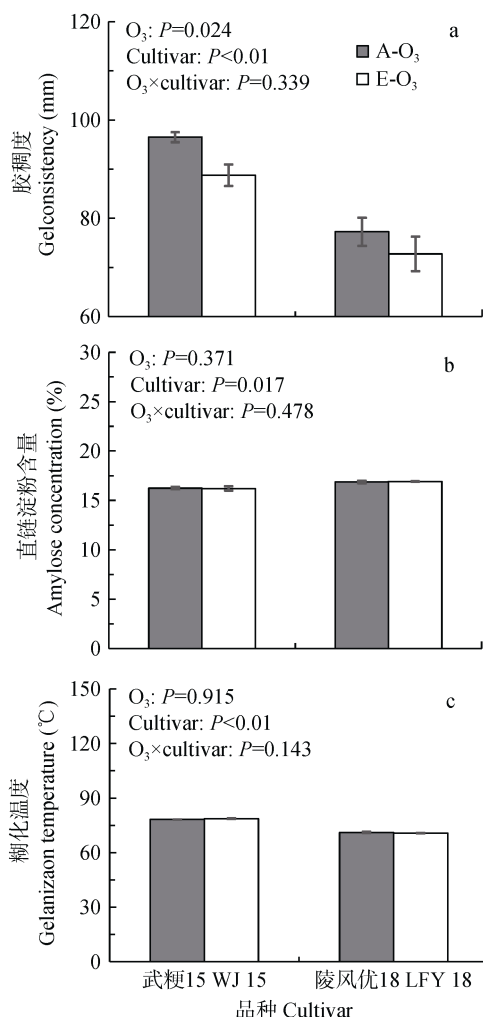 120
100
80
60
胶稠度
Gelconsistency (mm)
O₃: P=0.024
Cultivar: P<0.01
O₃×cultivar: P=0.339
a
A-O₃
E-O₃
30
25
20
15
10
5
0
直链淀粉含量
Amylose concentration (%)
O₃: P=0.371
Cultivar: P=0.017
O₃×cultivar: P=0.478
b
150
120
90
60
30
0
糊化温度
Gelanizaon temperature (℃)
O₃: P=0.915
Cultivar: P<0.01
O₃×cultivar: P=0.143
c
武粳15 WJ 15
陵风优18 LFY 18
品种 Cultivar